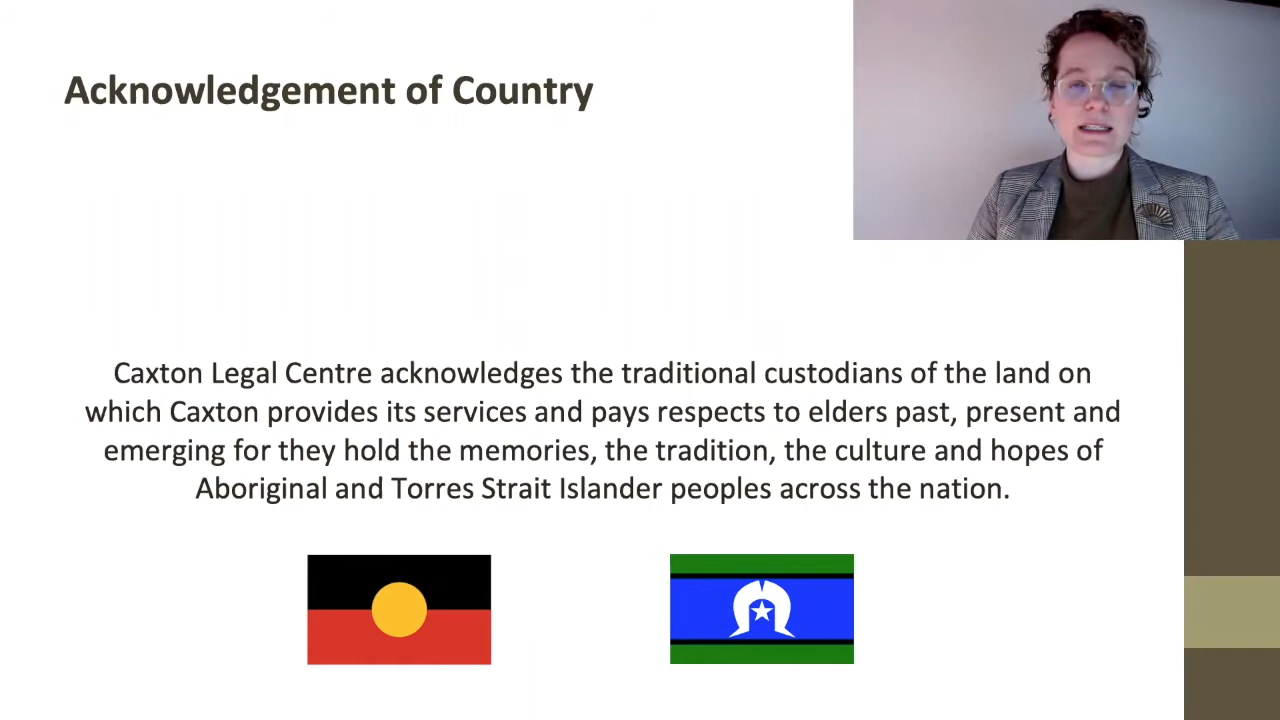 Acknowledgement of Country
Caxton Legal Centre acknowledges the traditional custodians of the land on
which Caxton provides its services and pays respects to elders past, present and
emerging for they hold the memories, the tradition, the culture and hopes of
Aboriginal and Torres Strait Islander peoples across the nation.